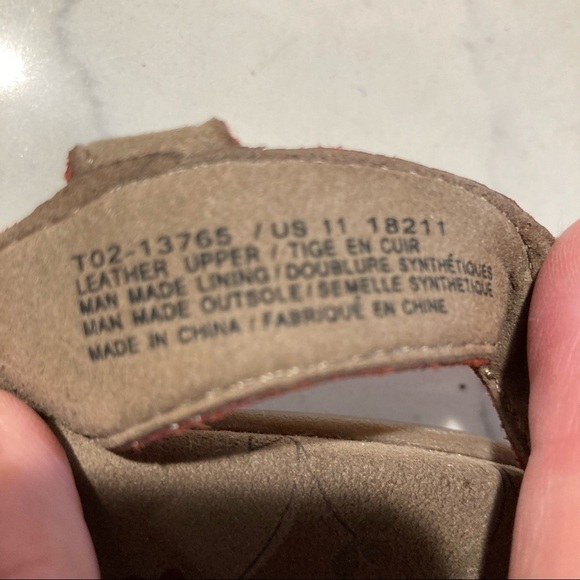 T02-13765 / US 11 18211
LEATHER UPPER / TIGE EN CUIR
MAN MADE LINING / DOUBLURE SYNTHÉTIQUES
MAN MADE OUTSOLE / SEMELLE SYNTHETIQUE
MADE IN CHINA / FABRIQUÉ EN CHINE